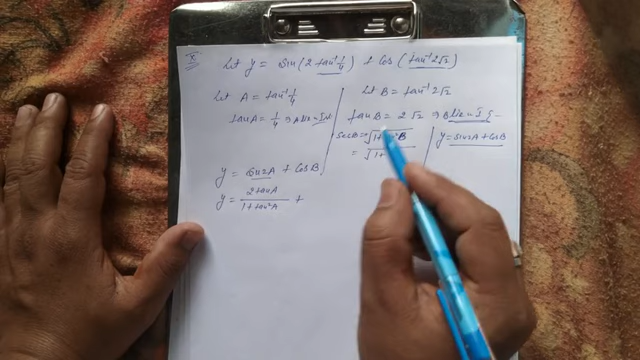 Let y = sin(2 tan⁻¹ 1/4) + cos(tan⁻¹ 2√2)
Let A = tan⁻¹ 1/4
tan A = 1/4
Let B = tan⁻¹ 2√2
tan B = 2√2
sec B = √1+ ²B
= √1+
y = sin2A + cosB
y = sin2A + cosB
y = 2tanA / 1+tan²A +